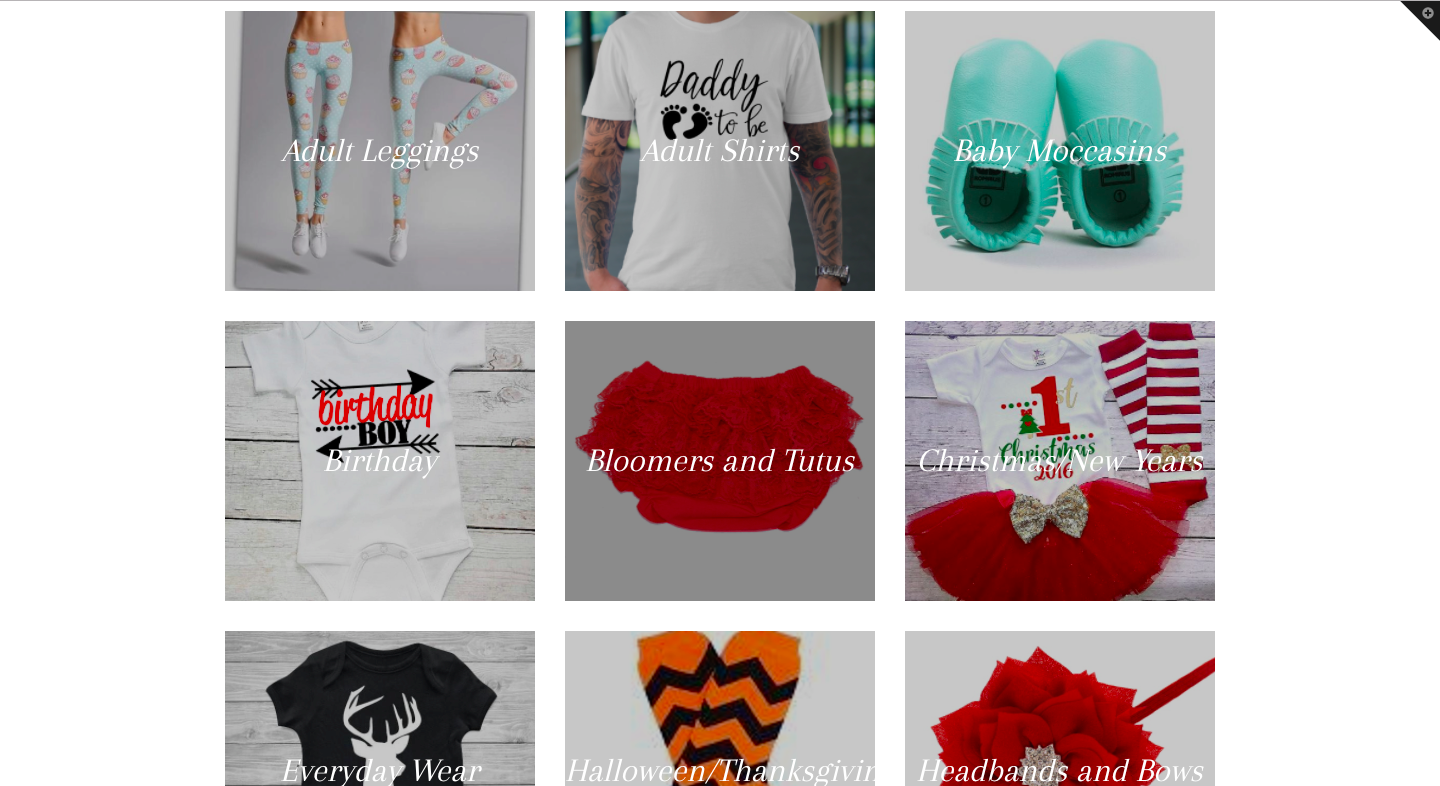 Daddy
to be
Adult Leggings
Adult Shirts
Baby Moccasins
birthday
BOY
Birthday
Bloomers and Tutus
1st
Christmas
2016
Christmas/New Years
Everyday Wear
Halloween/Thanksgivin
Headbands and Bows